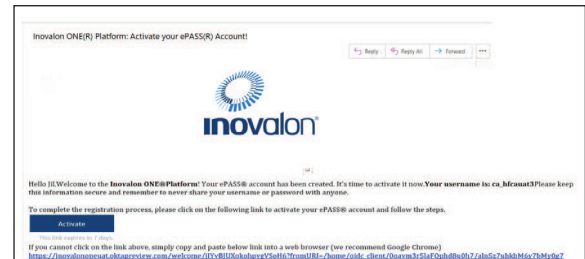 Inovalon ONE(R) Platform: Activate your ePASS(R) Account!
Reply
Reply All
Forward
inovalon®
Hello Jil.Welcome to the Inovalon ONE®Platform! Your ePASS® account has been created. It's time to activate it now.Your username is: ca_hfcauat3Please keep
this information secure and remember to never share your username or password with anyone.
To complete the registration process, please click on the following link to activate your ePASS® account and follow the steps.
Activate
This link expires in 7 days.
If you cannot click on the link above, simply copy and paste below link into a web browser (we recommend Google Chrome)